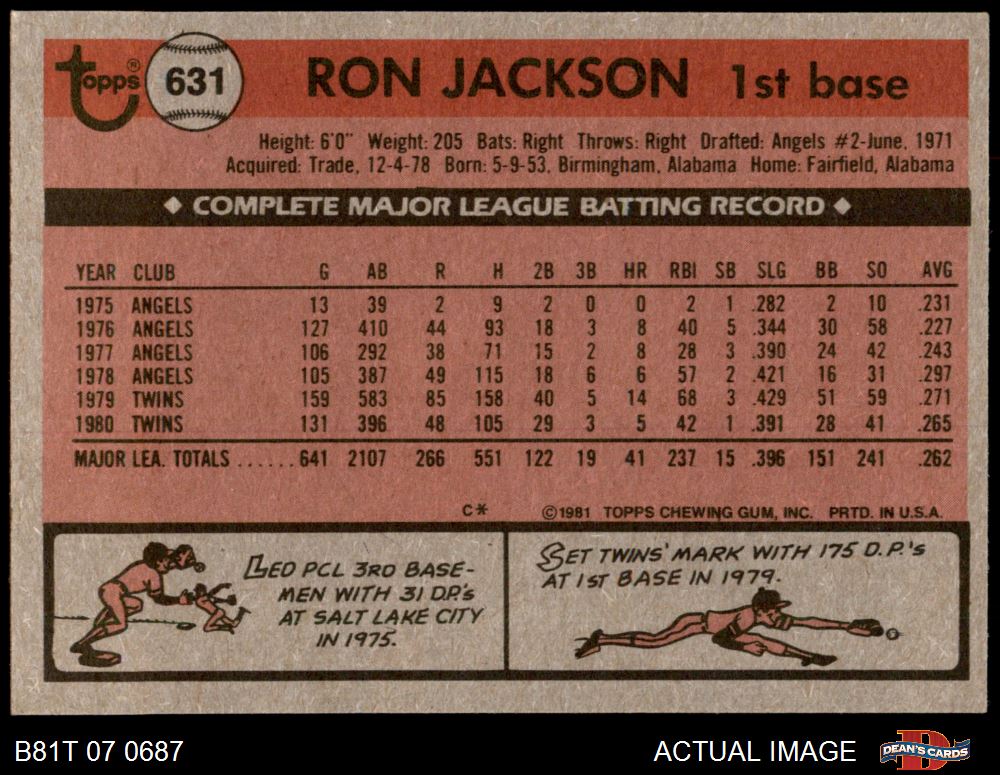 topps ® 631 RON JACKSON 1st base
Height: 6'0" Weight: 205 Bats: Right Throws: Right Drafted: Angels #2-June, 1971
Acquired: Trade, 12-4-78 Born: 5-9-53, Birmingham, Alabama Home: Fairfield, Alabama
◆ COMPLETE MAJOR LEAGUE BATTING RECORD ◆
YEAR CLUB G AB R H 2B 3B HR RBI SB SLG BB SO AVG
1975 ANGELS 13 39 2 9 2 0 0 2 1 .282 2 10 .231
1976 ANGELS 127 410 44 93 18 3 8 40 5 .344 30 58 .227
1977 ANGELS 106 292 38 71 15 2 8 28 3 .390 24 42 .243
1978 ANGELS 105 387 49 115 18 6 6 57 2 .421 16 31 .297
1979 TWINS 159 583 85 158 40 5 14 68 3 .429 51 59 .271
1980 TWINS 131 396 48 105 29 3 5 42 1 .391 28 41 .265
MAJOR LEA. TOTALS ...... 641 2107 266 551 122 19 41 237 15 .396 151 241 .262
C* ©1981 TOPPS CHEWING GUM, INC. PRTD. IN U.S.A.
LED PCL 3RD BASE-
MEN WITH 31 D.P.'s
AT SALT LAKE CITY
IN 1975.
SET TWINS' MARK WITH 175 D.P.'s
AT 1ST BASE IN 1979.
B81T 07 0687 ACTUAL IMAGE DEAN'S CARDS